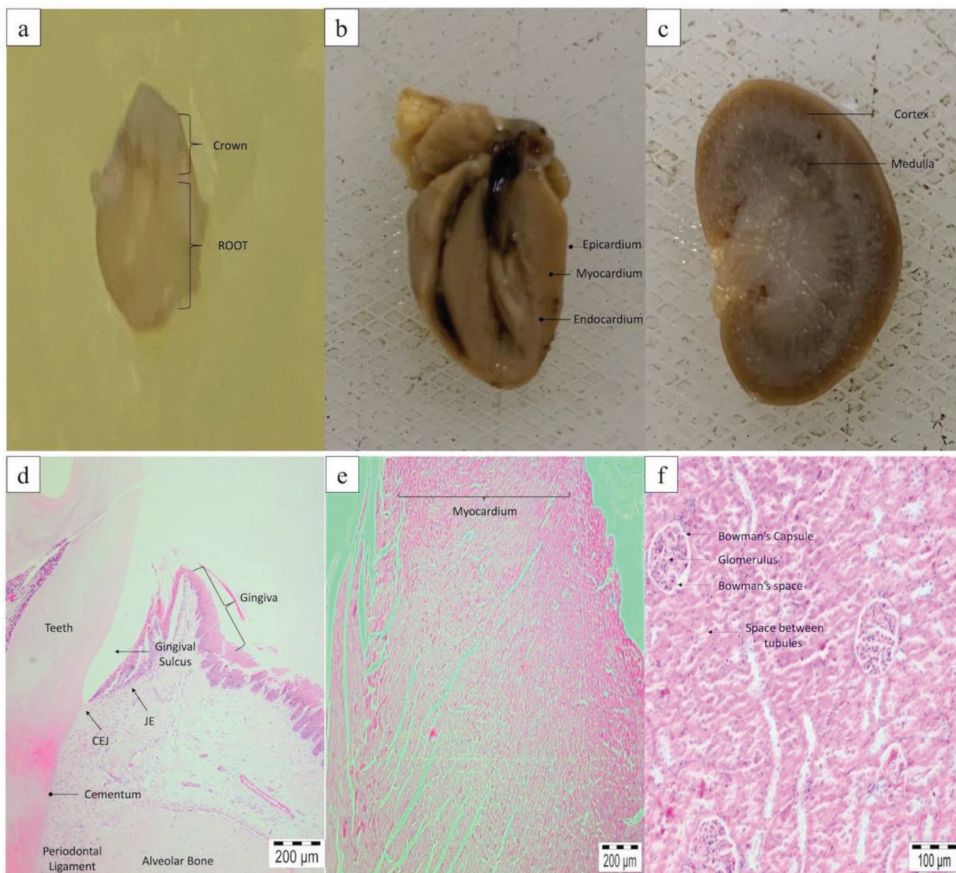 a
Crown
ROOT
b
Epicardium
Myocardium
Endocardium
c
Cortex
Medulla
d
Teeth
Gingival
Sulcus
Gingiva
JE
CEJ
Cementum
Periodontal
Ligament
Alveolar Bone
200 µm
e
Myocardium
200 µm
f
Bowman's Capsule
Glomerulus
Bowman's space
Space between
tubules
100 µm